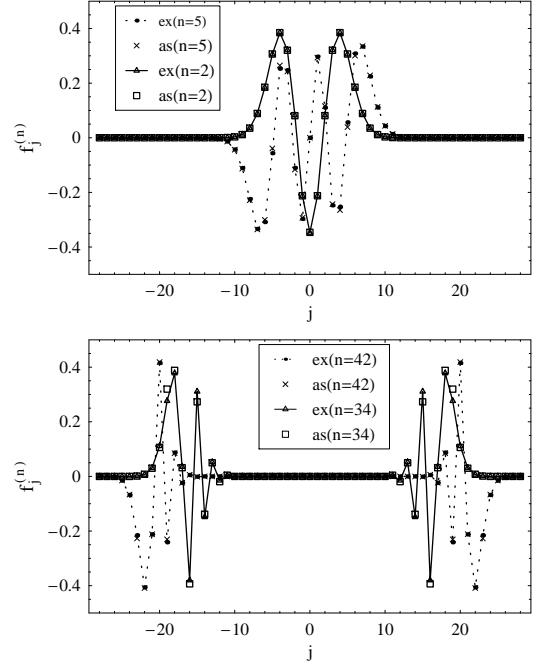 ex(n=5)
as(n=5)
ex(n=2)
as(n=2)
0.4
0.2
0
−0.2
−0.4
f_j^(n)
−20 −10 0 10 20
j
ex(n=42)
as(n=42)
ex(n=34)
as(n=34)
0.4
0.2
0
−0.2
−0.4
f_j^(n)
−20 −10 0 10 20
j